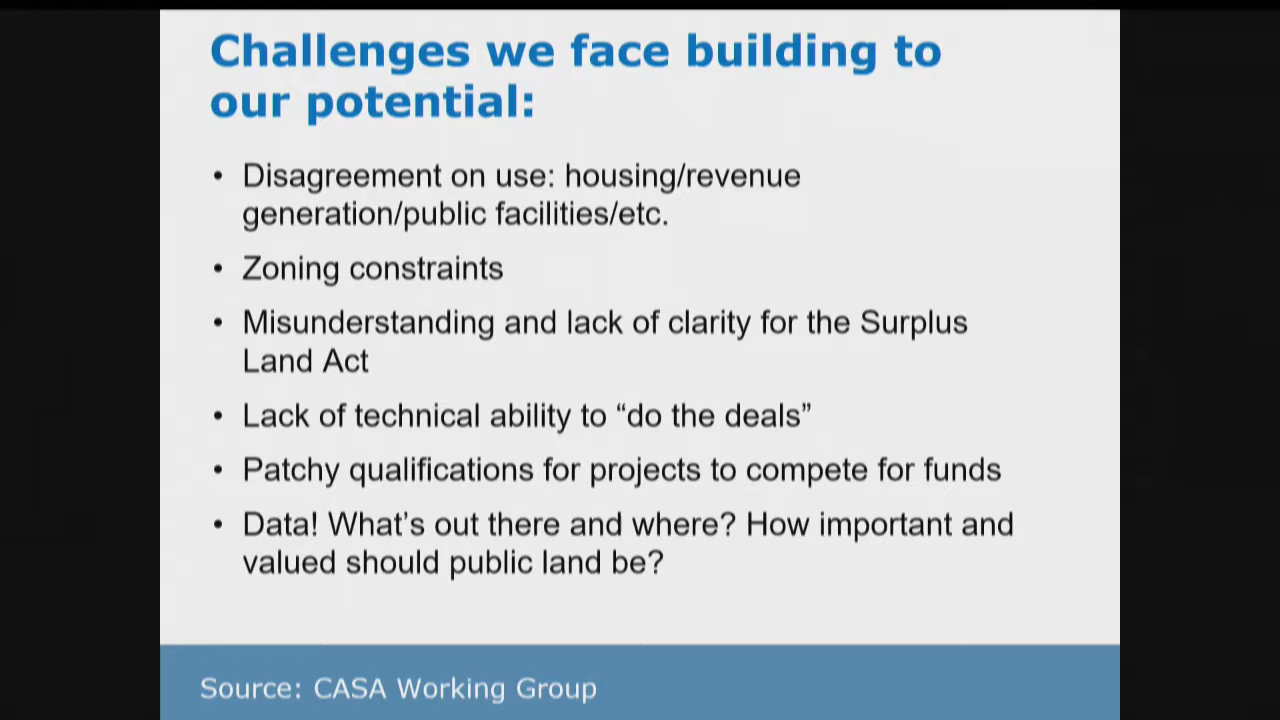 Challenges we face building to
our potential:
• Disagreement on use: housing/revenue
generation/public facilities/etc.
• Zoning constraints
• Misunderstanding and lack of clarity for the Surplus
Land Act
• Lack of technical ability to “do the deals”
• Patchy qualifications for projects to compete for funds
• Data! What’s out there and where? How important and
valued should public land be?
Source: CASA Working Group